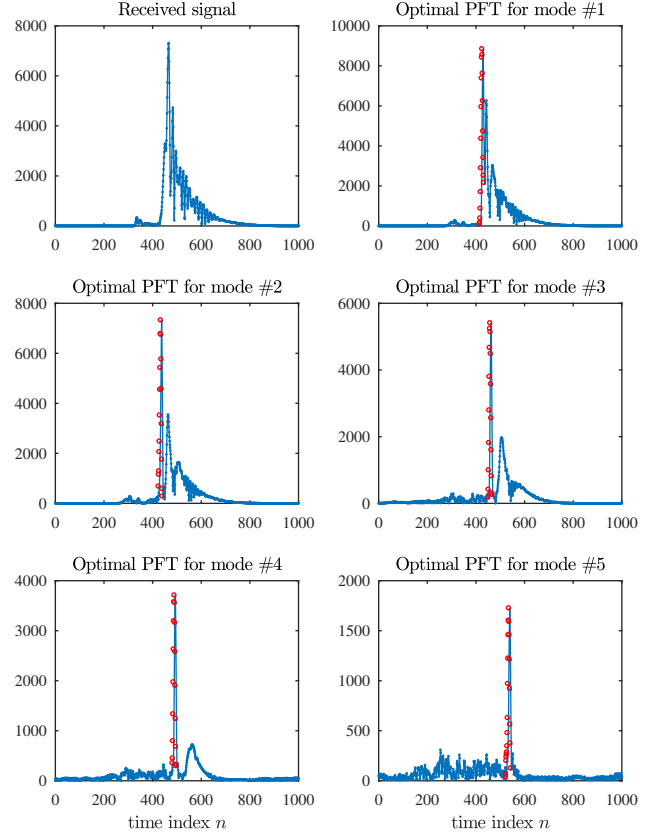 Received signal
Optimal PFT for mode #1
8000
6000
4000
2000
0
0 200 400 600 800 1000
10000
8000
6000
4000
2000
0
0 200 400 600 800 1000
Optimal PFT for mode #2
Optimal PFT for mode #3
8000
6000
4000
2000
0
0 200 400 600 800 1000
6000
4000
2000
0
0 200 400 600 800 1000
Optimal PFT for mode #4
Optimal PFT for mode #5
4000
3000
2000
1000
0
0 200 400 600 800 1000
time index n
2000
1500
1000
500
0
0 200 400 600 800 1000
time index n